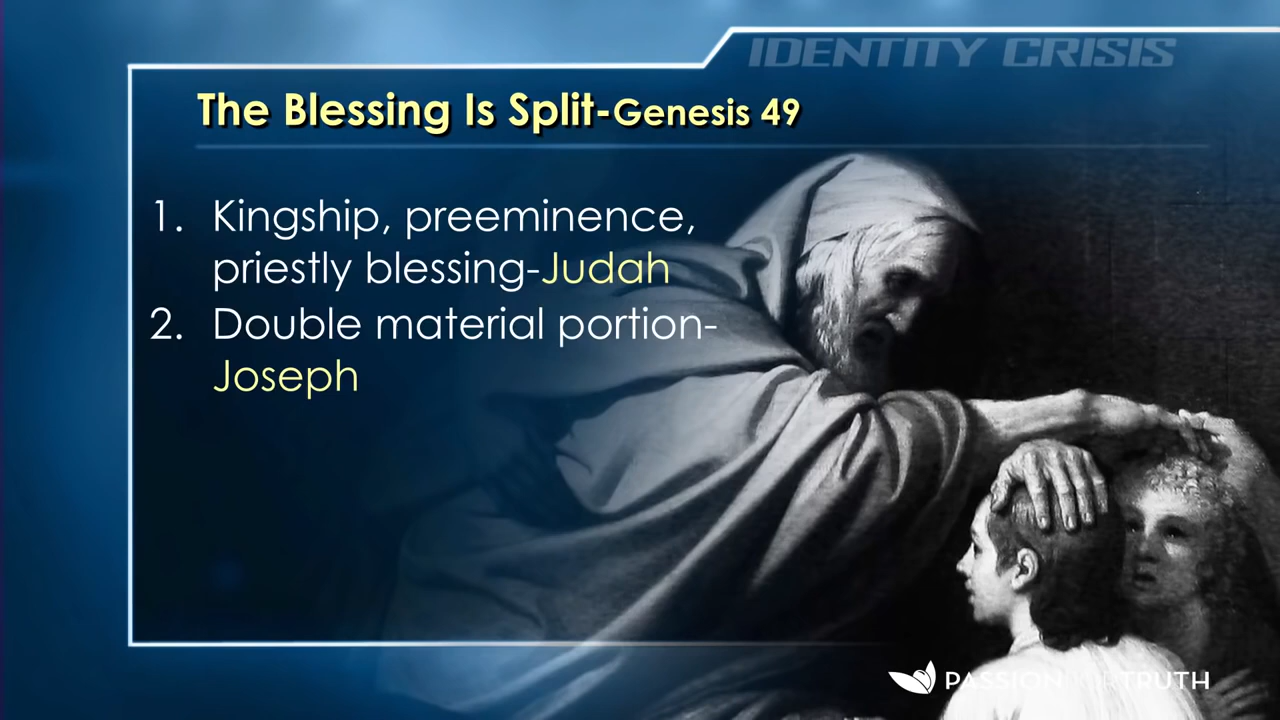 IDENTITY CRISIS
The Blessing Is Split-Genesis 49
1. Kingship, preeminence,
priestly blessing-Judah
2. Double material portion-
Joseph
PASSION FOR TRUTH